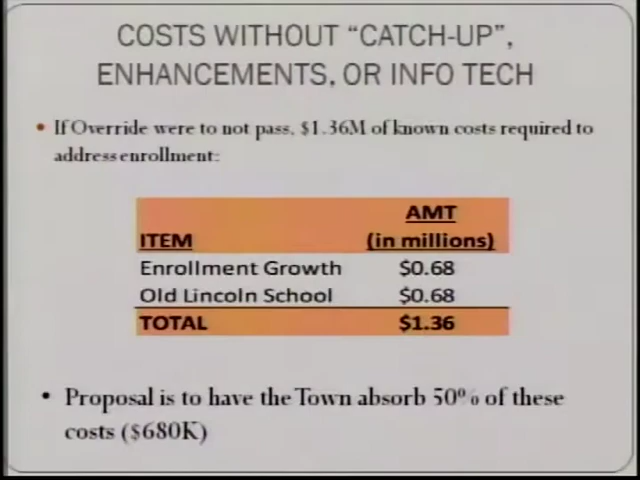 COSTS WITHOUT “CATCH-UP”,
ENHANCEMENTS, OR INFO TECH
• If Override were to not pass, $1.36M of known costs required to
address enrollment:
AMT
ITEM (in millions)
Enrollment Growth $0.68
Old Lincoln School $0.68
TOTAL $1.36
• Proposal is to have the Town absorb 50% of these
costs ($680K)